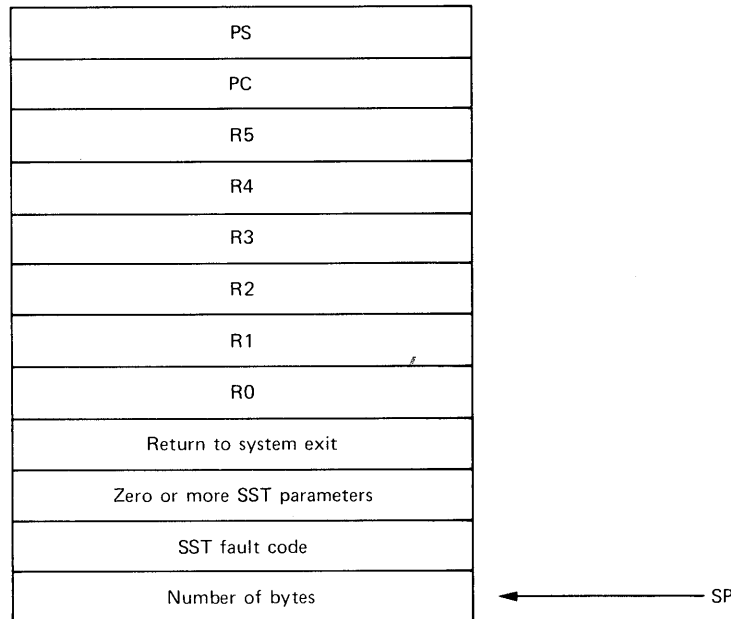 PS
PC
R5
R4
R3
R2
R1
R0
Return to system exit
Zero or more SST parameters
SST fault code
Number of bytes
SP